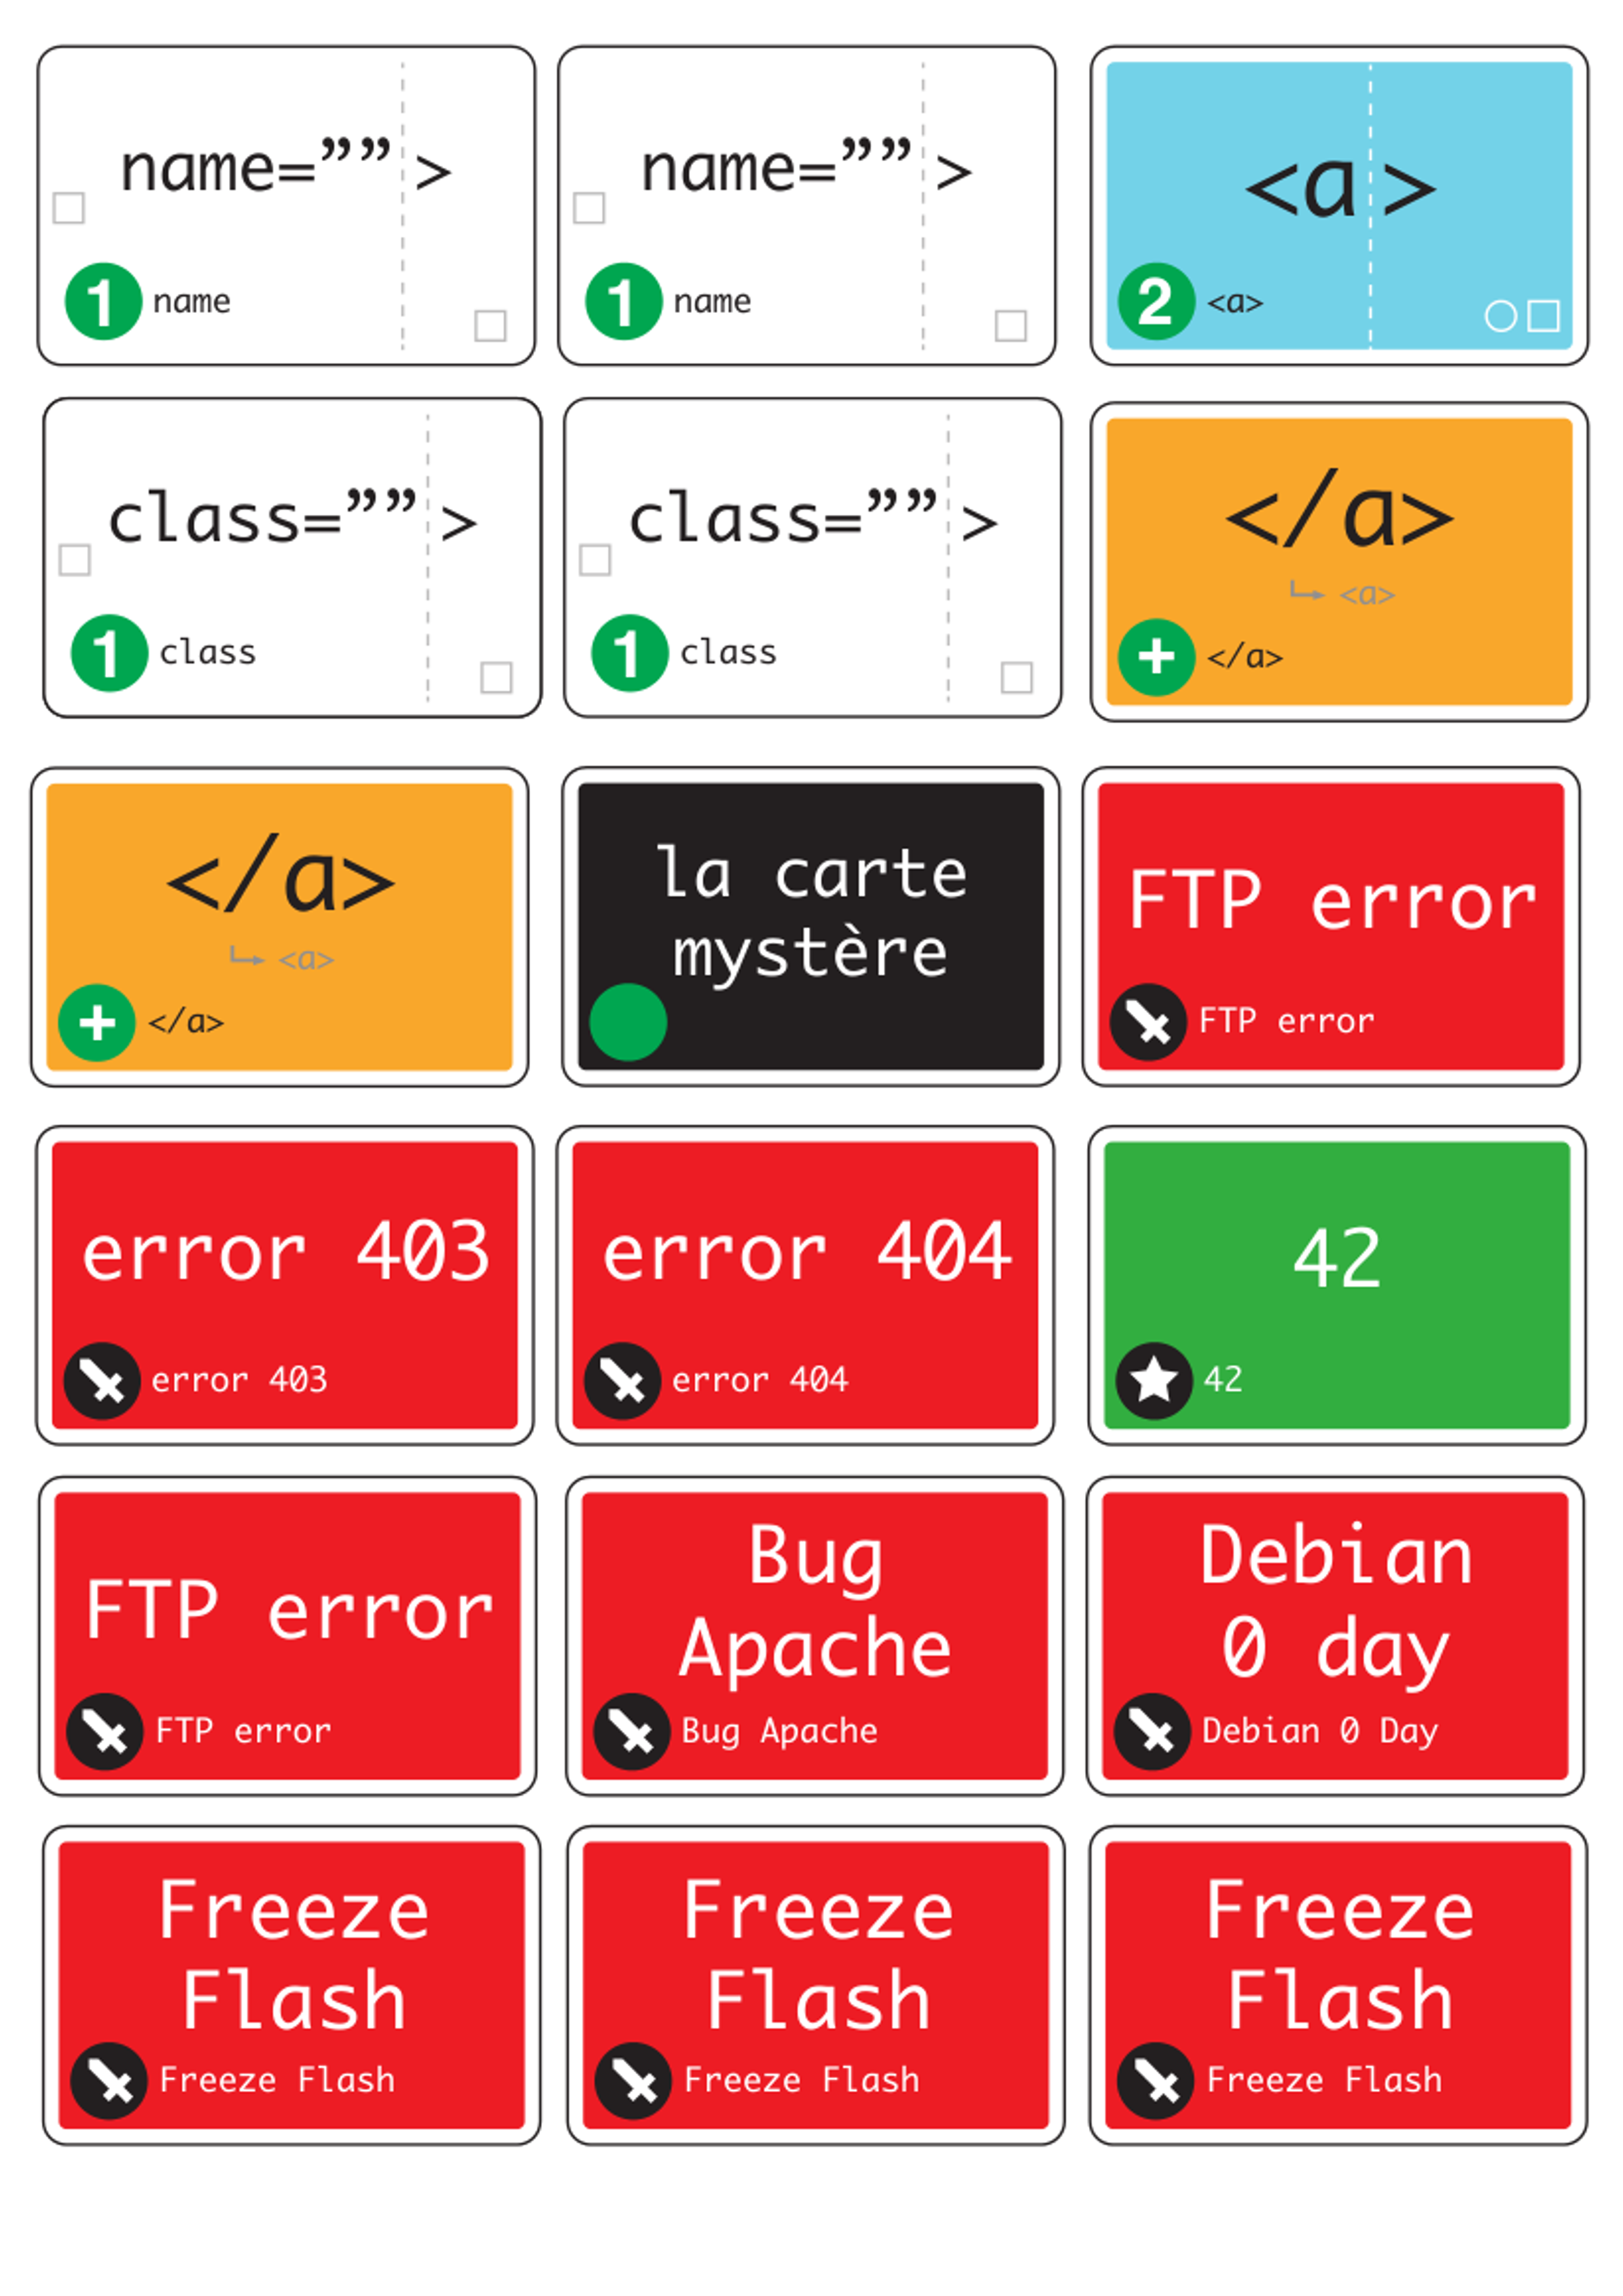 name=”” >
1 name
name=”” >
1 name
<a >
2 <a>
class=”” >
1 class
class=”” >
1 class
</a>
<a>
+ </a>
</a>
<a>
+ </a>
la carte
mystère
FTP error
FTP error
error 403
error 403
error 404
error 404
42
42
FTP error
FTP error
Bug
Apache
Bug Apache
Debian
0 day
Debian 0 Day
Freeze
Flash
Freeze Flash
Freeze
Flash
Freeze Flash
Freeze
Flash
Freeze Flash